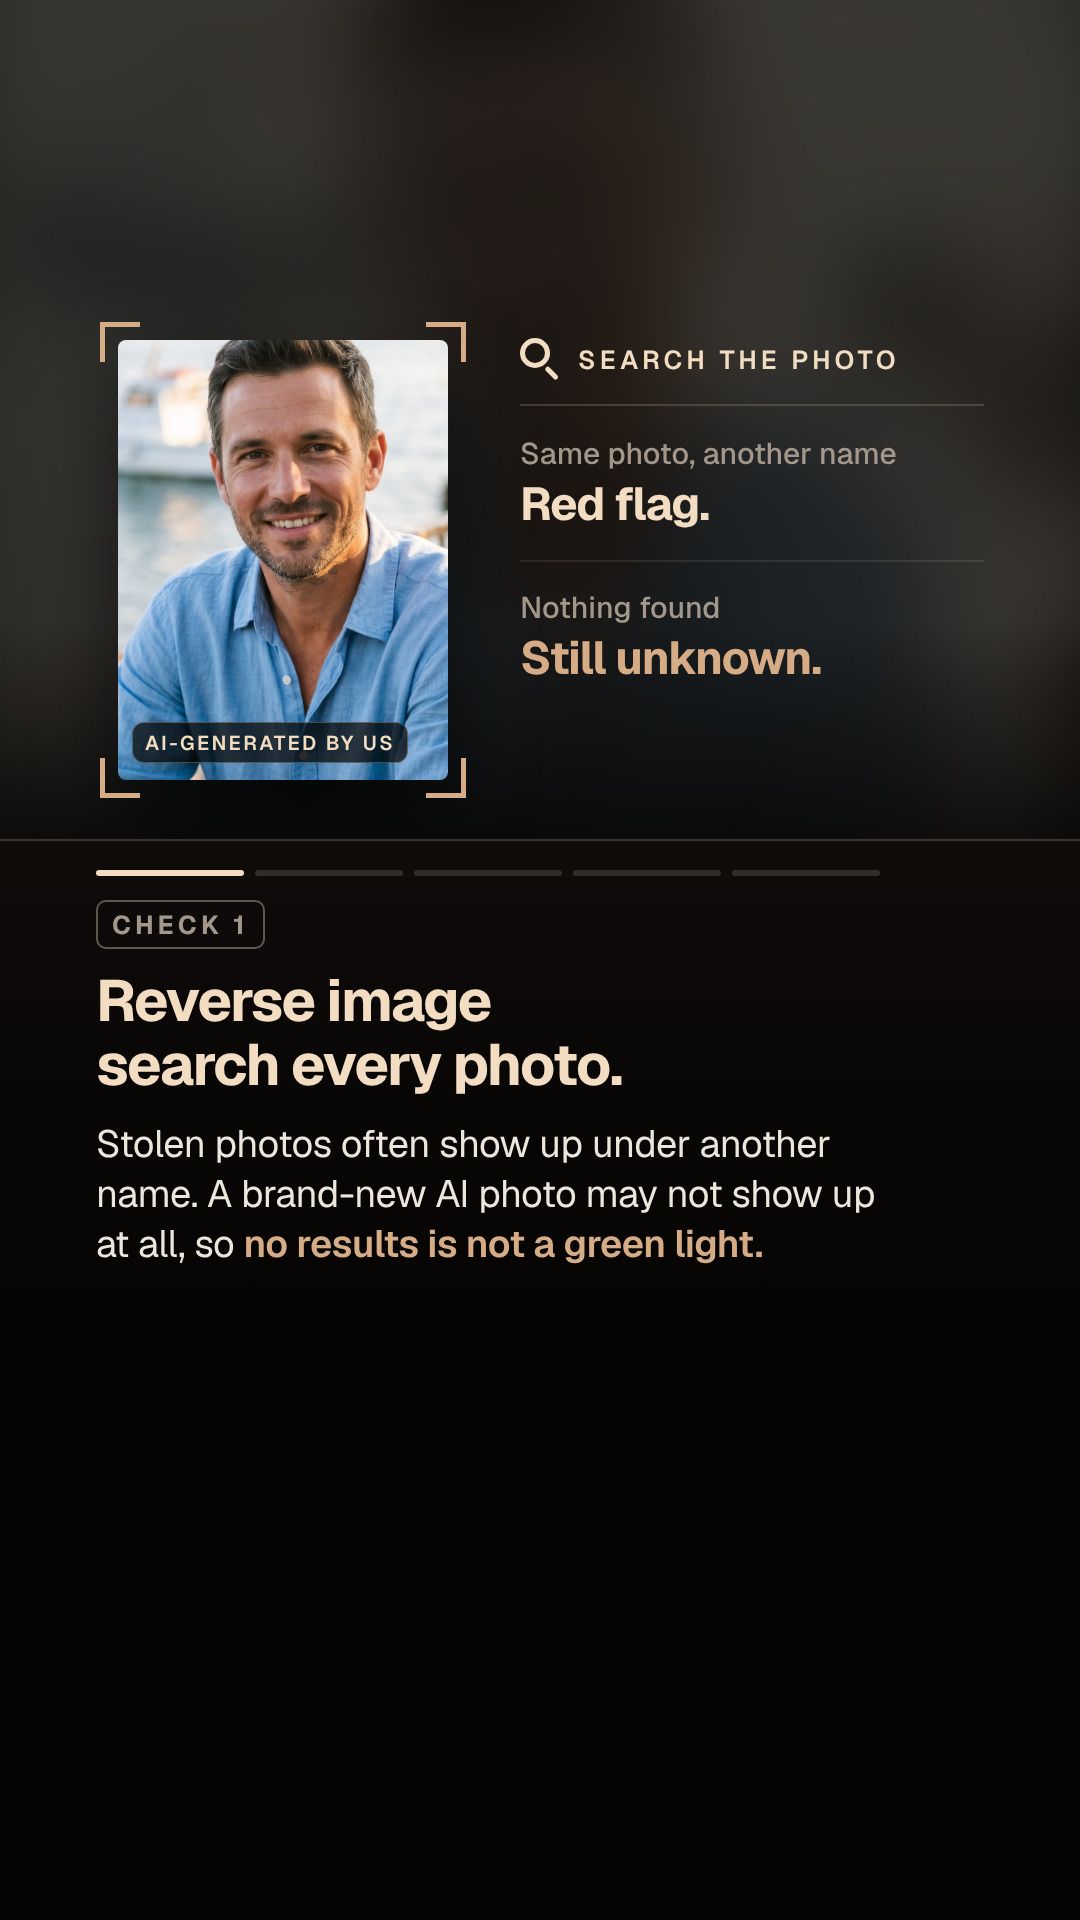 SEARCH THE PHOTO
Same photo, another name
Red flag.
Nothing found
Still unknown.
AI-GENERATED BY US
CHECK 1
Reverse image
search every photo.
Stolen photos often show up under another
name. A brand-new AI photo may not show up
at all, so no results is not a green light.